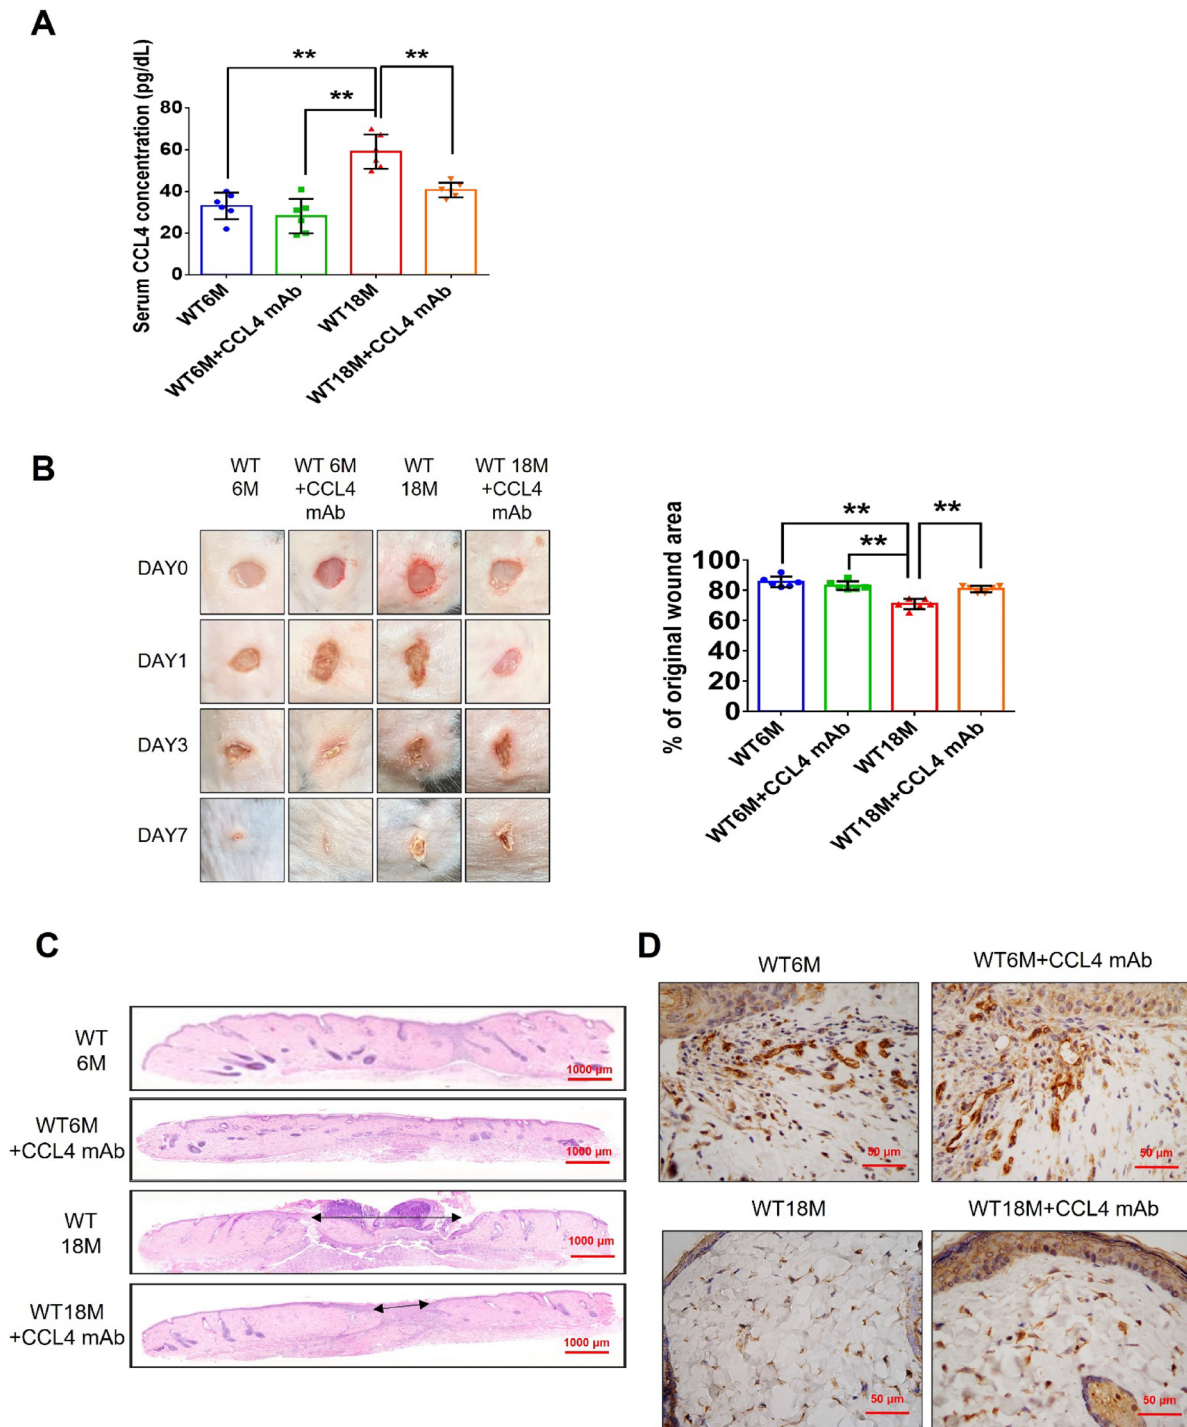 A
Serum CCL4 concentration (pg/dL)
80
60
40
20
0
**
**
**
WT6M
WT6M+CCL4 mAb
WT18M
WT18M+CCL4 mAb
B
WT
6M
WT 6M
+CCL4
mAb
WT
18M
WT 18M
+CCL4
mAb
DAY0
DAY1
DAY3
DAY7
% of original wound area
100
80
60
40
20
0
**
**
**
WT6M
WT6M+CCL4 mAb
WT18M
WT18M+CCL4 mAb
C
WT
6M
1000 µm
WT6M
+CCL4 mAb
1000 µm
WT
18M
1000 µm
WT18M
+CCL4 mAb
1000 µm
D
WT6M
WT6M+CCL4 mAb
50 µm
50 µm
WT18M
WT18M+CCL4 mAb
50 µm
50 µm